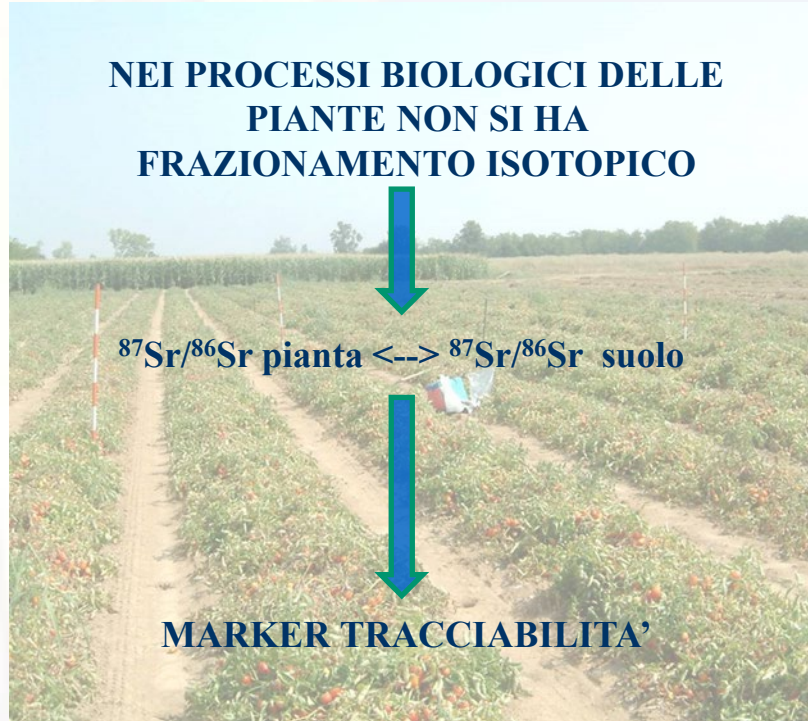 NEI PROCESSI BIOLOGICI DELLE
PIANTE NON SI HA
FRAZIONAMENTO ISOTOPICO
⁸⁷Sr/⁸⁶Sr pianta <--> ⁸⁷Sr/⁸⁶Sr suolo
MARKER TRACCIABILITA’